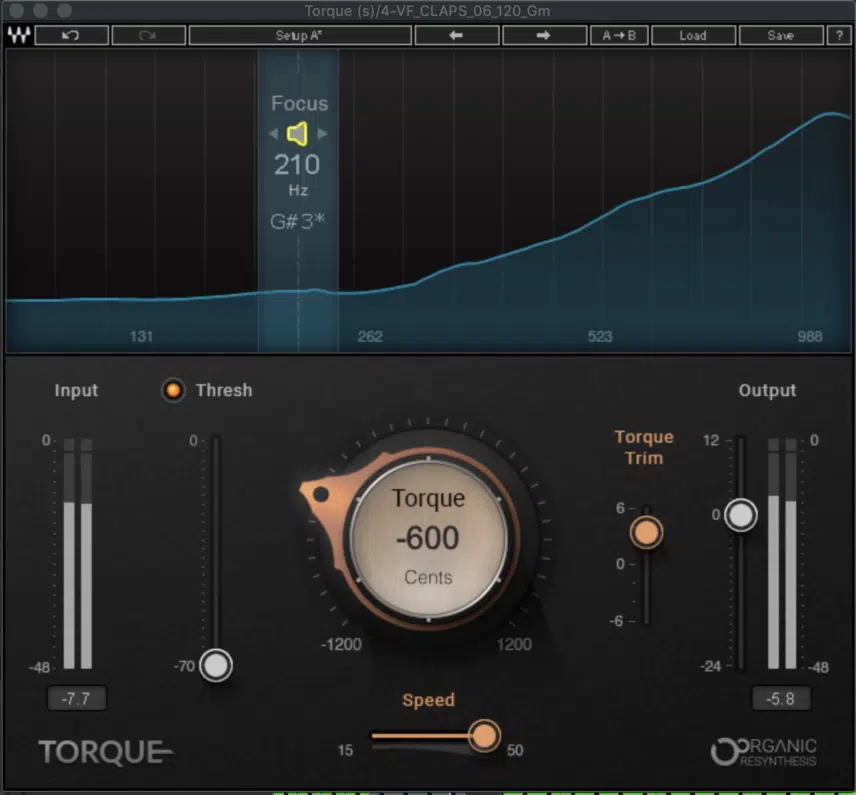 Torque (s)/4-VF_CLAPS_06_120_Gm
Setup A* A→B Load Save ?
Focus
210
Hz
G#3*
131 262 523 988
Input Thresh Output
Torque Trim
0 0 12 0
Torque
-600
Cents
6
0
0
-6
-48 -70 -1200 1200 -24 -48
-7.7 Speed -5.8
15 50
TORQUE ORGANIC
RESYNTHESIS